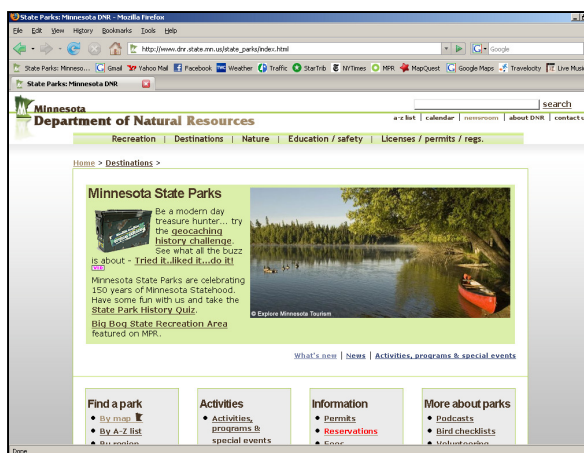 State Parks: Minnesota DNR - Mozilla Firefox
File Edit View History Bookmarks Tools Help
http://www.dnr.state.mn.us/state_parks/index.html
Google
State Parks: Minneso... Gmail Yahoo Mail Facebook Weather Traffic StarTrib NYTimes MPR MapQuest Google Maps Travelocity Live Music
State Parks: Minnesota DNR
search
Minnesota
Department of Natural Resources
a-z list | calendar | newsroom | about DNR | contact u
Recreation | Destinations | Nature | Education / safety | Licenses / permits / regs.
Home > Destinations >
Minnesota State Parks
Be a modern day
treasure hunter... try
the geocaching
history challenge.
See what all the buzz
is about - Tried it..liked it...do it!
Minnesota State Parks are celebrating
150 years of Minnesota Statehood.
Have some fun with us and take the
State Park History Quiz.
Big Bog State Recreation Area
featured on MPR.
© Explore Minnesota Tourism
What's new | News | Activities, programs & special events
Find a park
By map
By A-Z list
By region
Activities
Activities,
programs &
special events
Information
Permits
Reservations
Fees
More about parks
Podcasts
Bird checklists
Volunteering
Done